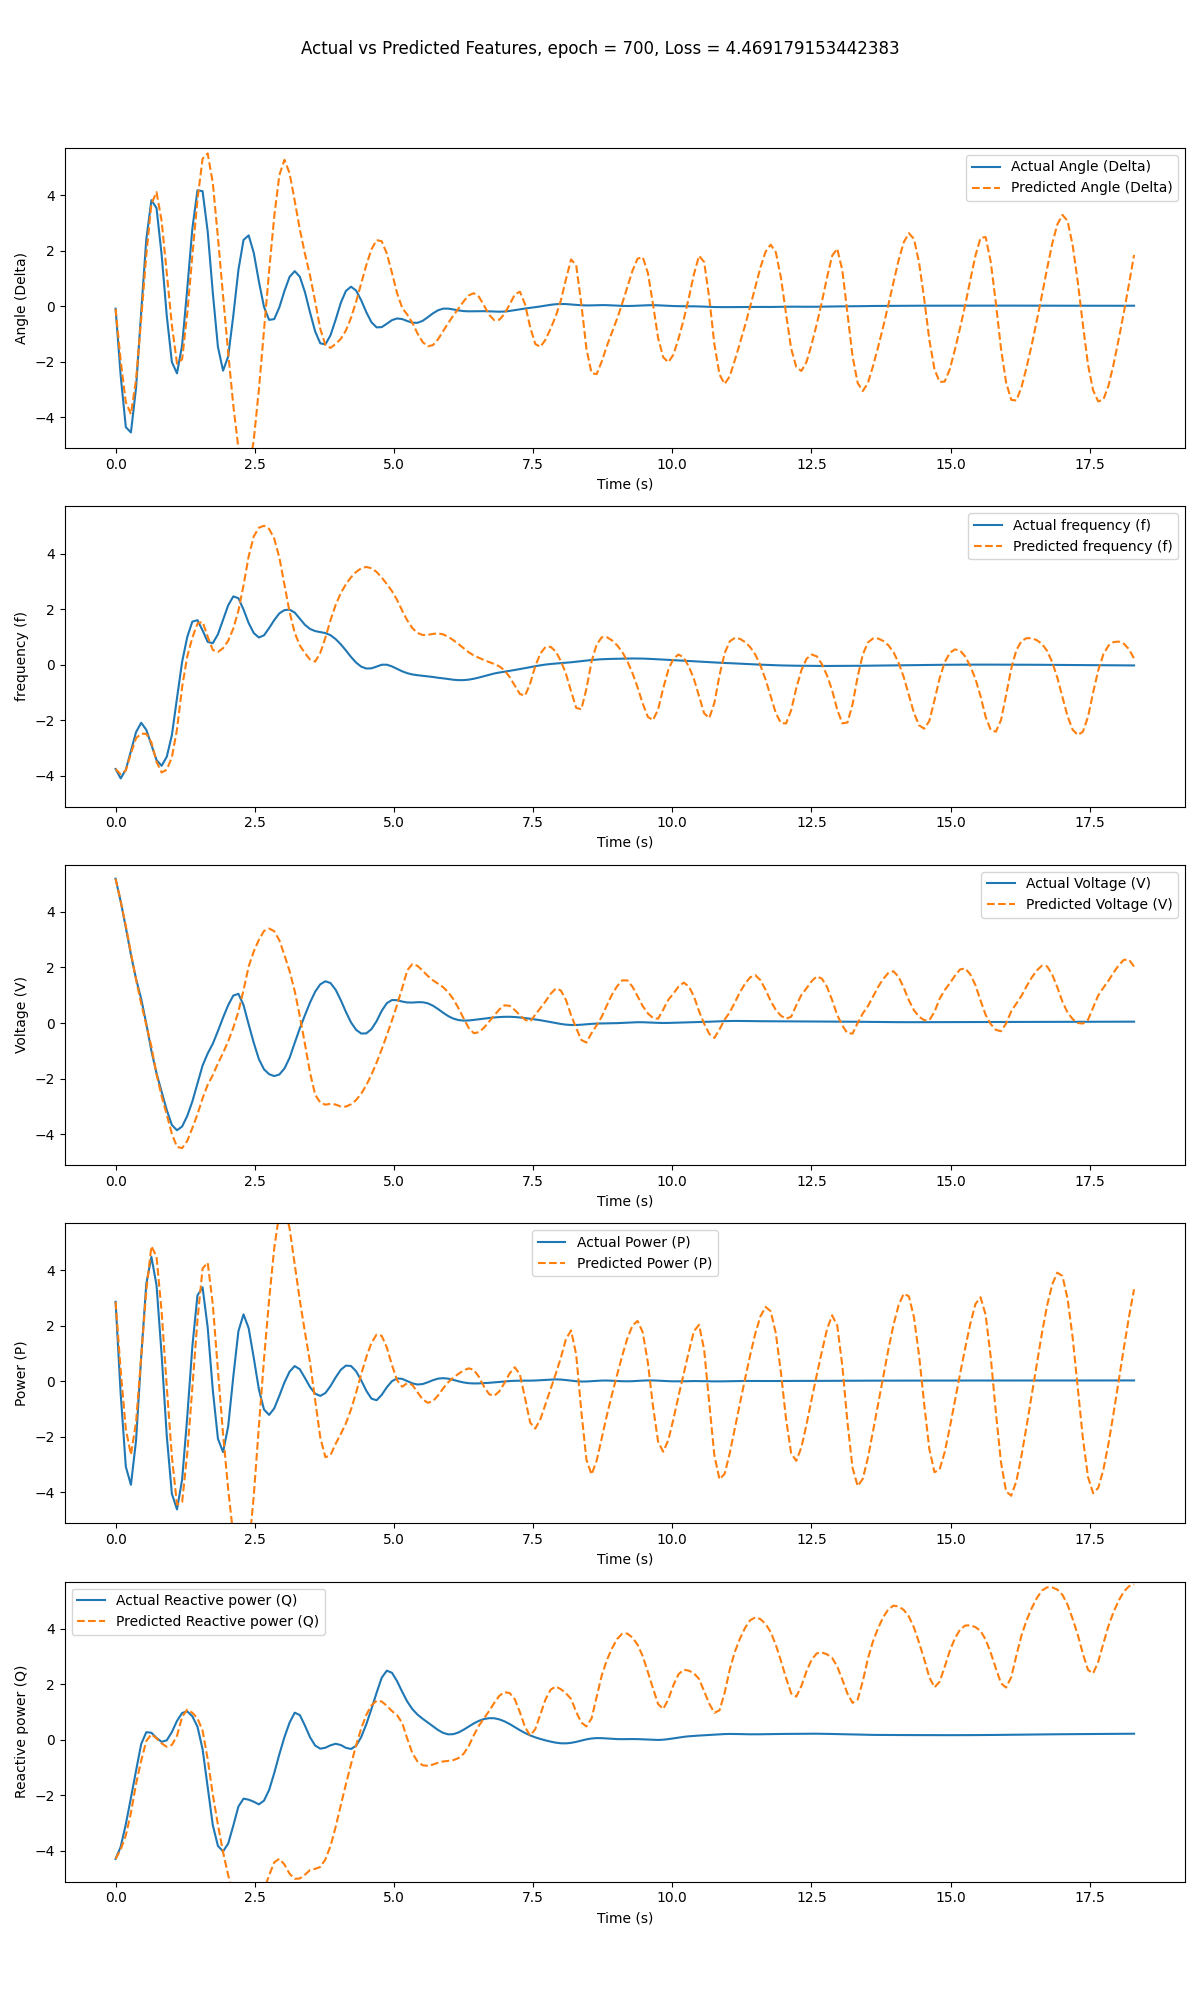 Actual vs Predicted Features, epoch = 700, Loss = 4.469179153442383
Actual Angle (Delta)
Predicted Angle (Delta)
Angle (Delta)
4
2
0
−2
−4
0.0 2.5 5.0 7.5 10.0 12.5 15.0 17.5
Time (s)
Actual frequency (f)
Predicted frequency (f)
frequency (f)
4
2
0
−2
−4
0.0 2.5 5.0 7.5 10.0 12.5 15.0 17.5
Time (s)
Actual Voltage (V)
Predicted Voltage (V)
Voltage (V)
4
2
0
−2
−4
0.0 2.5 5.0 7.5 10.0 12.5 15.0 17.5
Time (s)
Actual Power (P)
Predicted Power (P)
Power (P)
4
2
0
−2
−4
0.0 2.5 5.0 7.5 10.0 12.5 15.0 17.5
Time (s)
Actual Reactive power (Q)
Predicted Reactive power (Q)
Reactive power (Q)
4
2
0
−2
−4
0.0 2.5 5.0 7.5 10.0 12.5 15.0 17.5
Time (s)